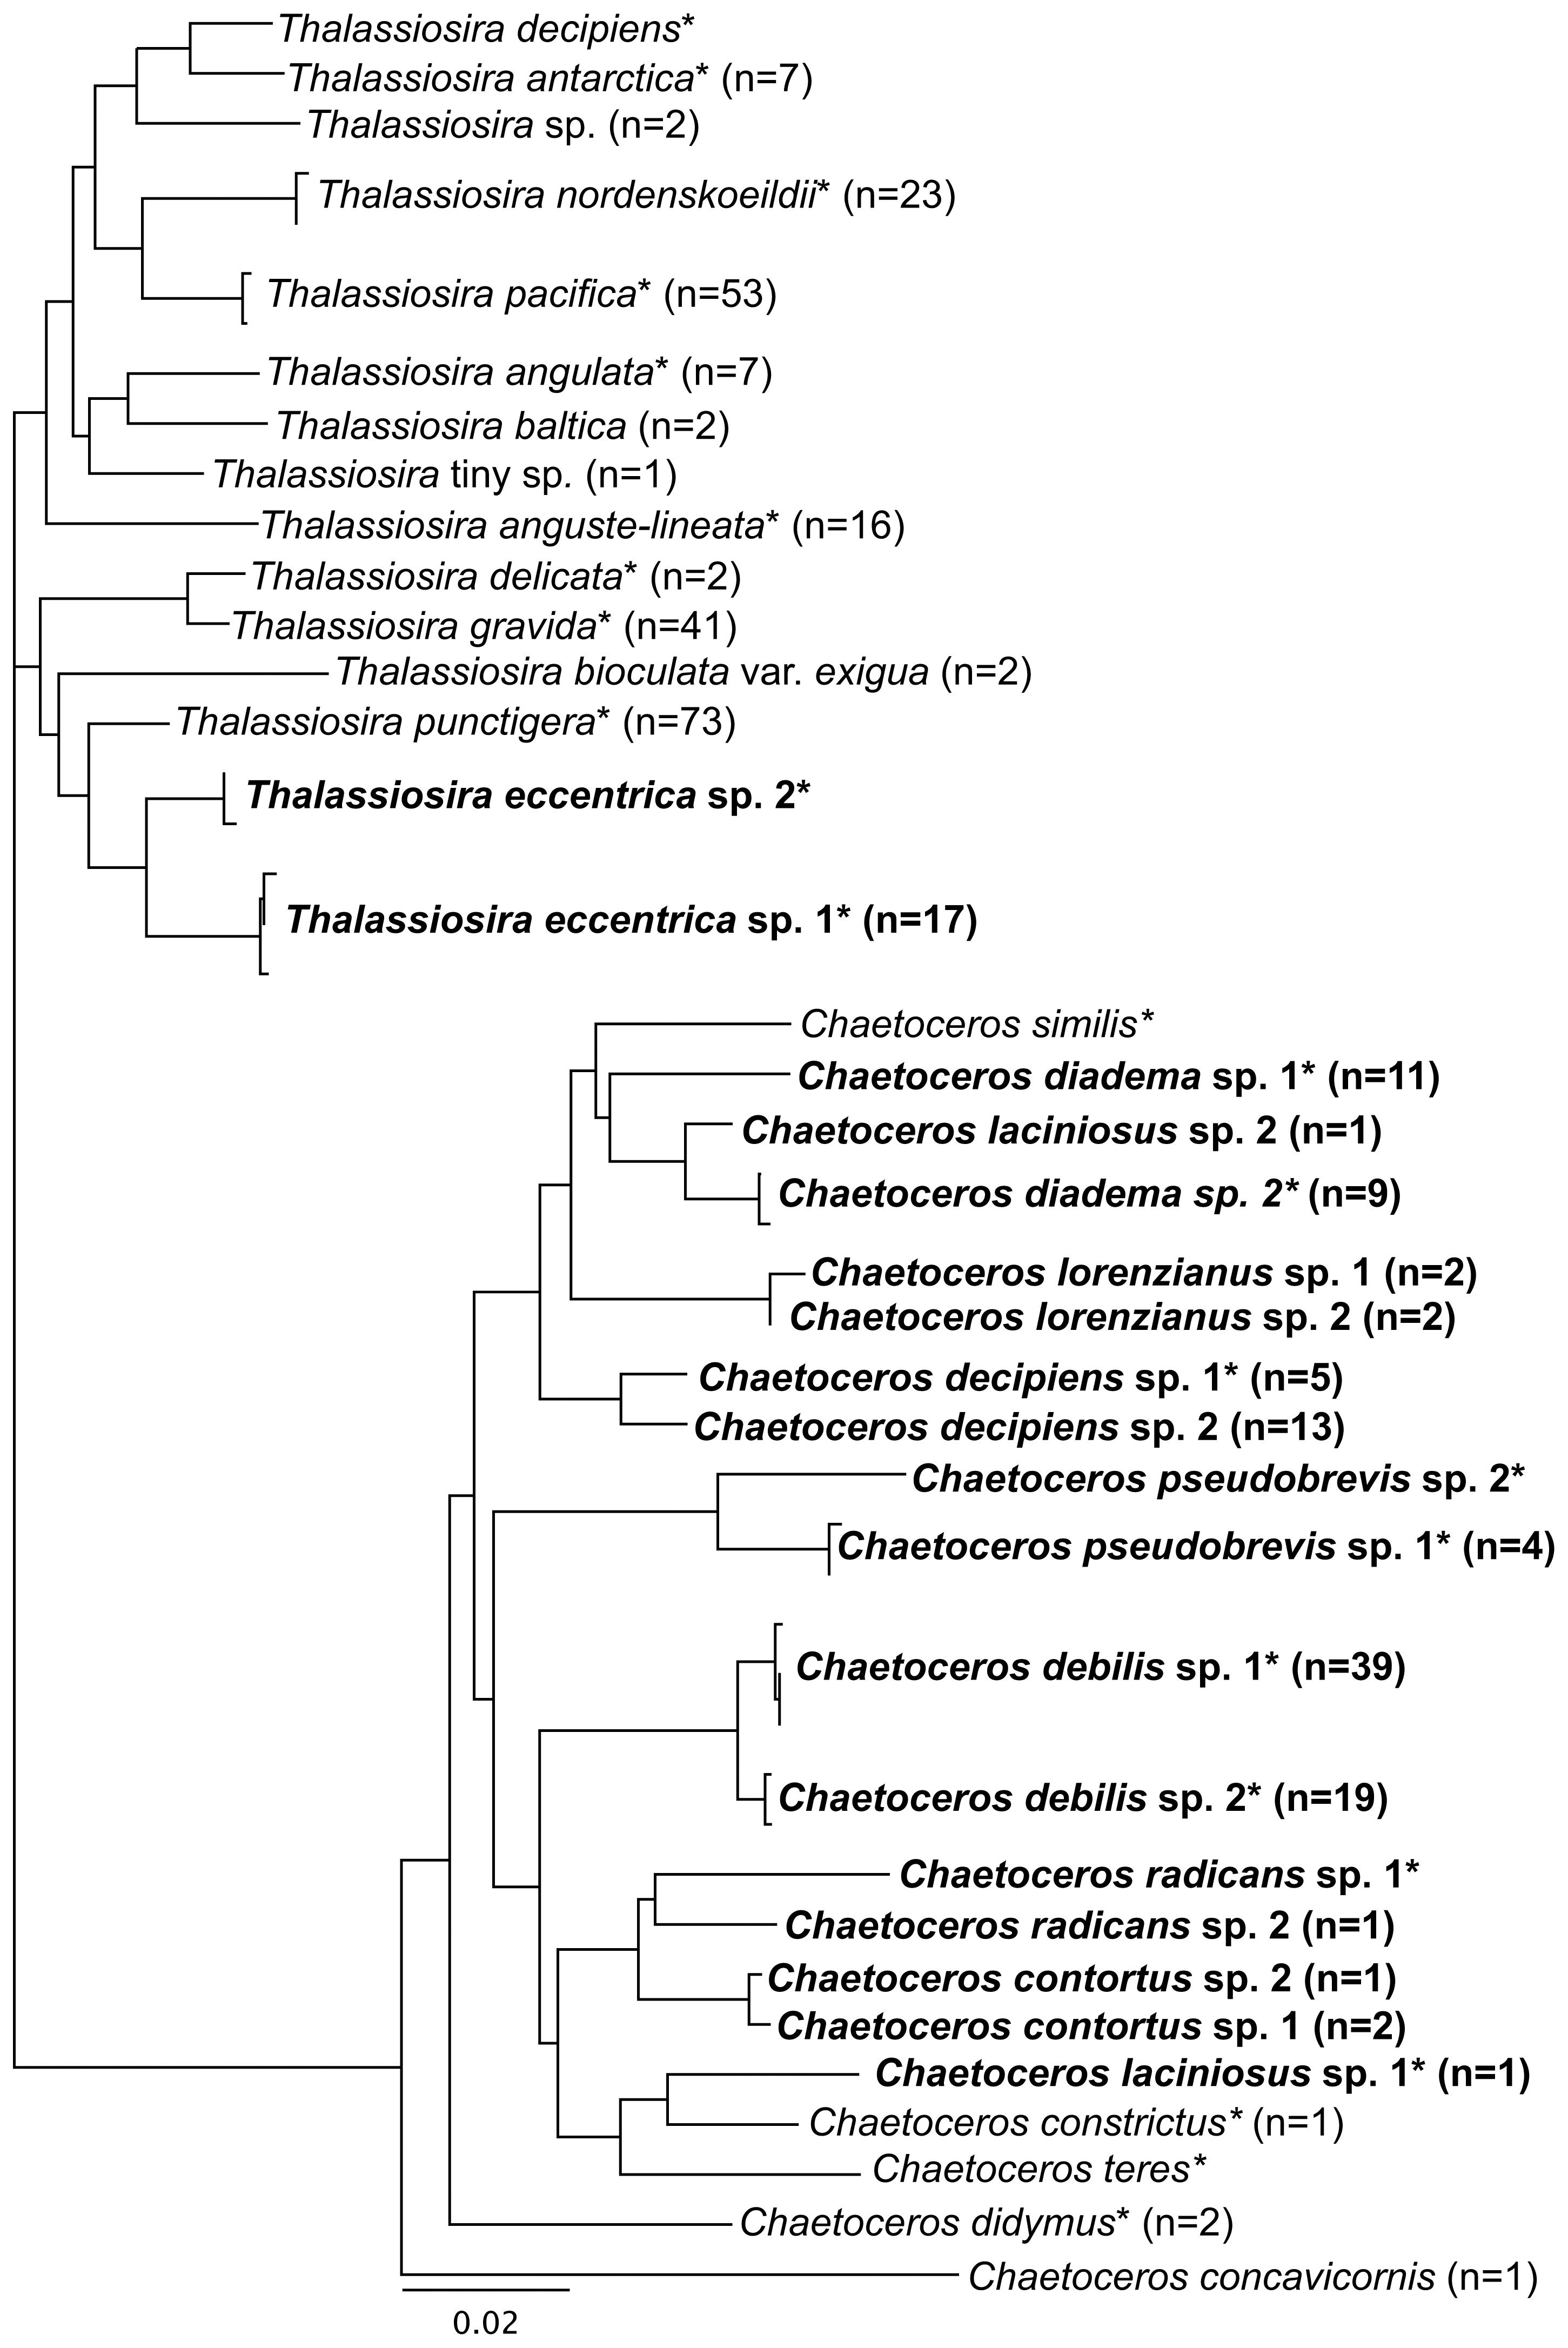 Thalassiosira decipiens*
Thalassiosira antarctica* (n=7)
Thalassiosira sp. (n=2)
Thalassiosira nordenskoeildii* (n=23)
Thalassiosira pacifica* (n=53)
Thalassiosira angulata* (n=7)
Thalassiosira baltica (n=2)
Thalassiosira tiny sp. (n=1)
Thalassiosira anguste-lineata* (n=16)
Thalassiosira delicata* (n=2)
Thalassiosira gravida* (n=41)
Thalassiosira bioculata var. exigua (n=2)
Thalassiosira punctigera* (n=73)
Thalassiosira eccentrica sp. 2*
Thalassiosira eccentrica sp. 1* (n=17)
Chaetoceros similis*
Chaetoceros diadema sp. 1* (n=11)
Chaetoceros laciniosus sp. 2 (n=1)
Chaetoceros diadema sp. 2* (n=9)
Chaetoceros lorenzianus sp. 1 (n=2)
Chaetoceros lorenzianus sp. 2 (n=2)
Chaetoceros decipiens sp. 1* (n=5)
Chaetoceros decipiens sp. 2 (n=13)
Chaetoceros pseudobrevis sp. 2*
Chaetoceros pseudobrevis sp. 1* (n=4)
Chaetoceros debilis sp. 1* (n=39)
Chaetoceros debilis sp. 2* (n=19)
Chaetoceros radicans sp. 1*
Chaetoceros radicans sp. 2 (n=1)
Chaetoceros contortus sp. 2 (n=1)
Chaetoceros contortus sp. 1 (n=2)
Chaetoceros laciniosus sp. 1* (n=1)
Chaetoceros constrictus* (n=1)
Chaetoceros teres*
Chaetoceros didymus* (n=2)
Chaetoceros concavicornis (n=1)
0.02